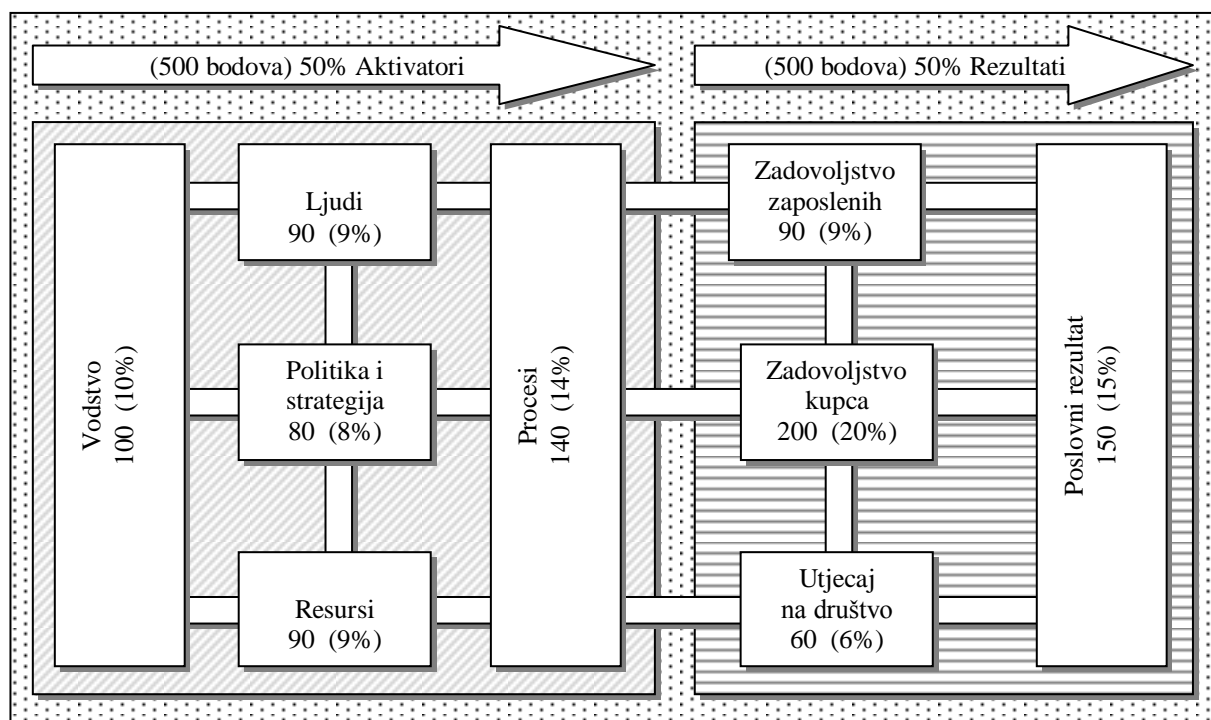 (500 bodova) 50% Aktivatori
(500 bodova) 50% Rezultati
Vodstvo
100 (10%)
Ljudi
90 (9%)
Politika i
strategija
80 (8%)
Resursi
90 (9%)
Procesi
140 (14%)
Zadovoljstvo
zaposlenih
90 (9%)
Zadovoljstvo
kupca
200 (20%)
Utjecaj
na društvo
60 (6%)
Poslovni rezultat
150 (15%)